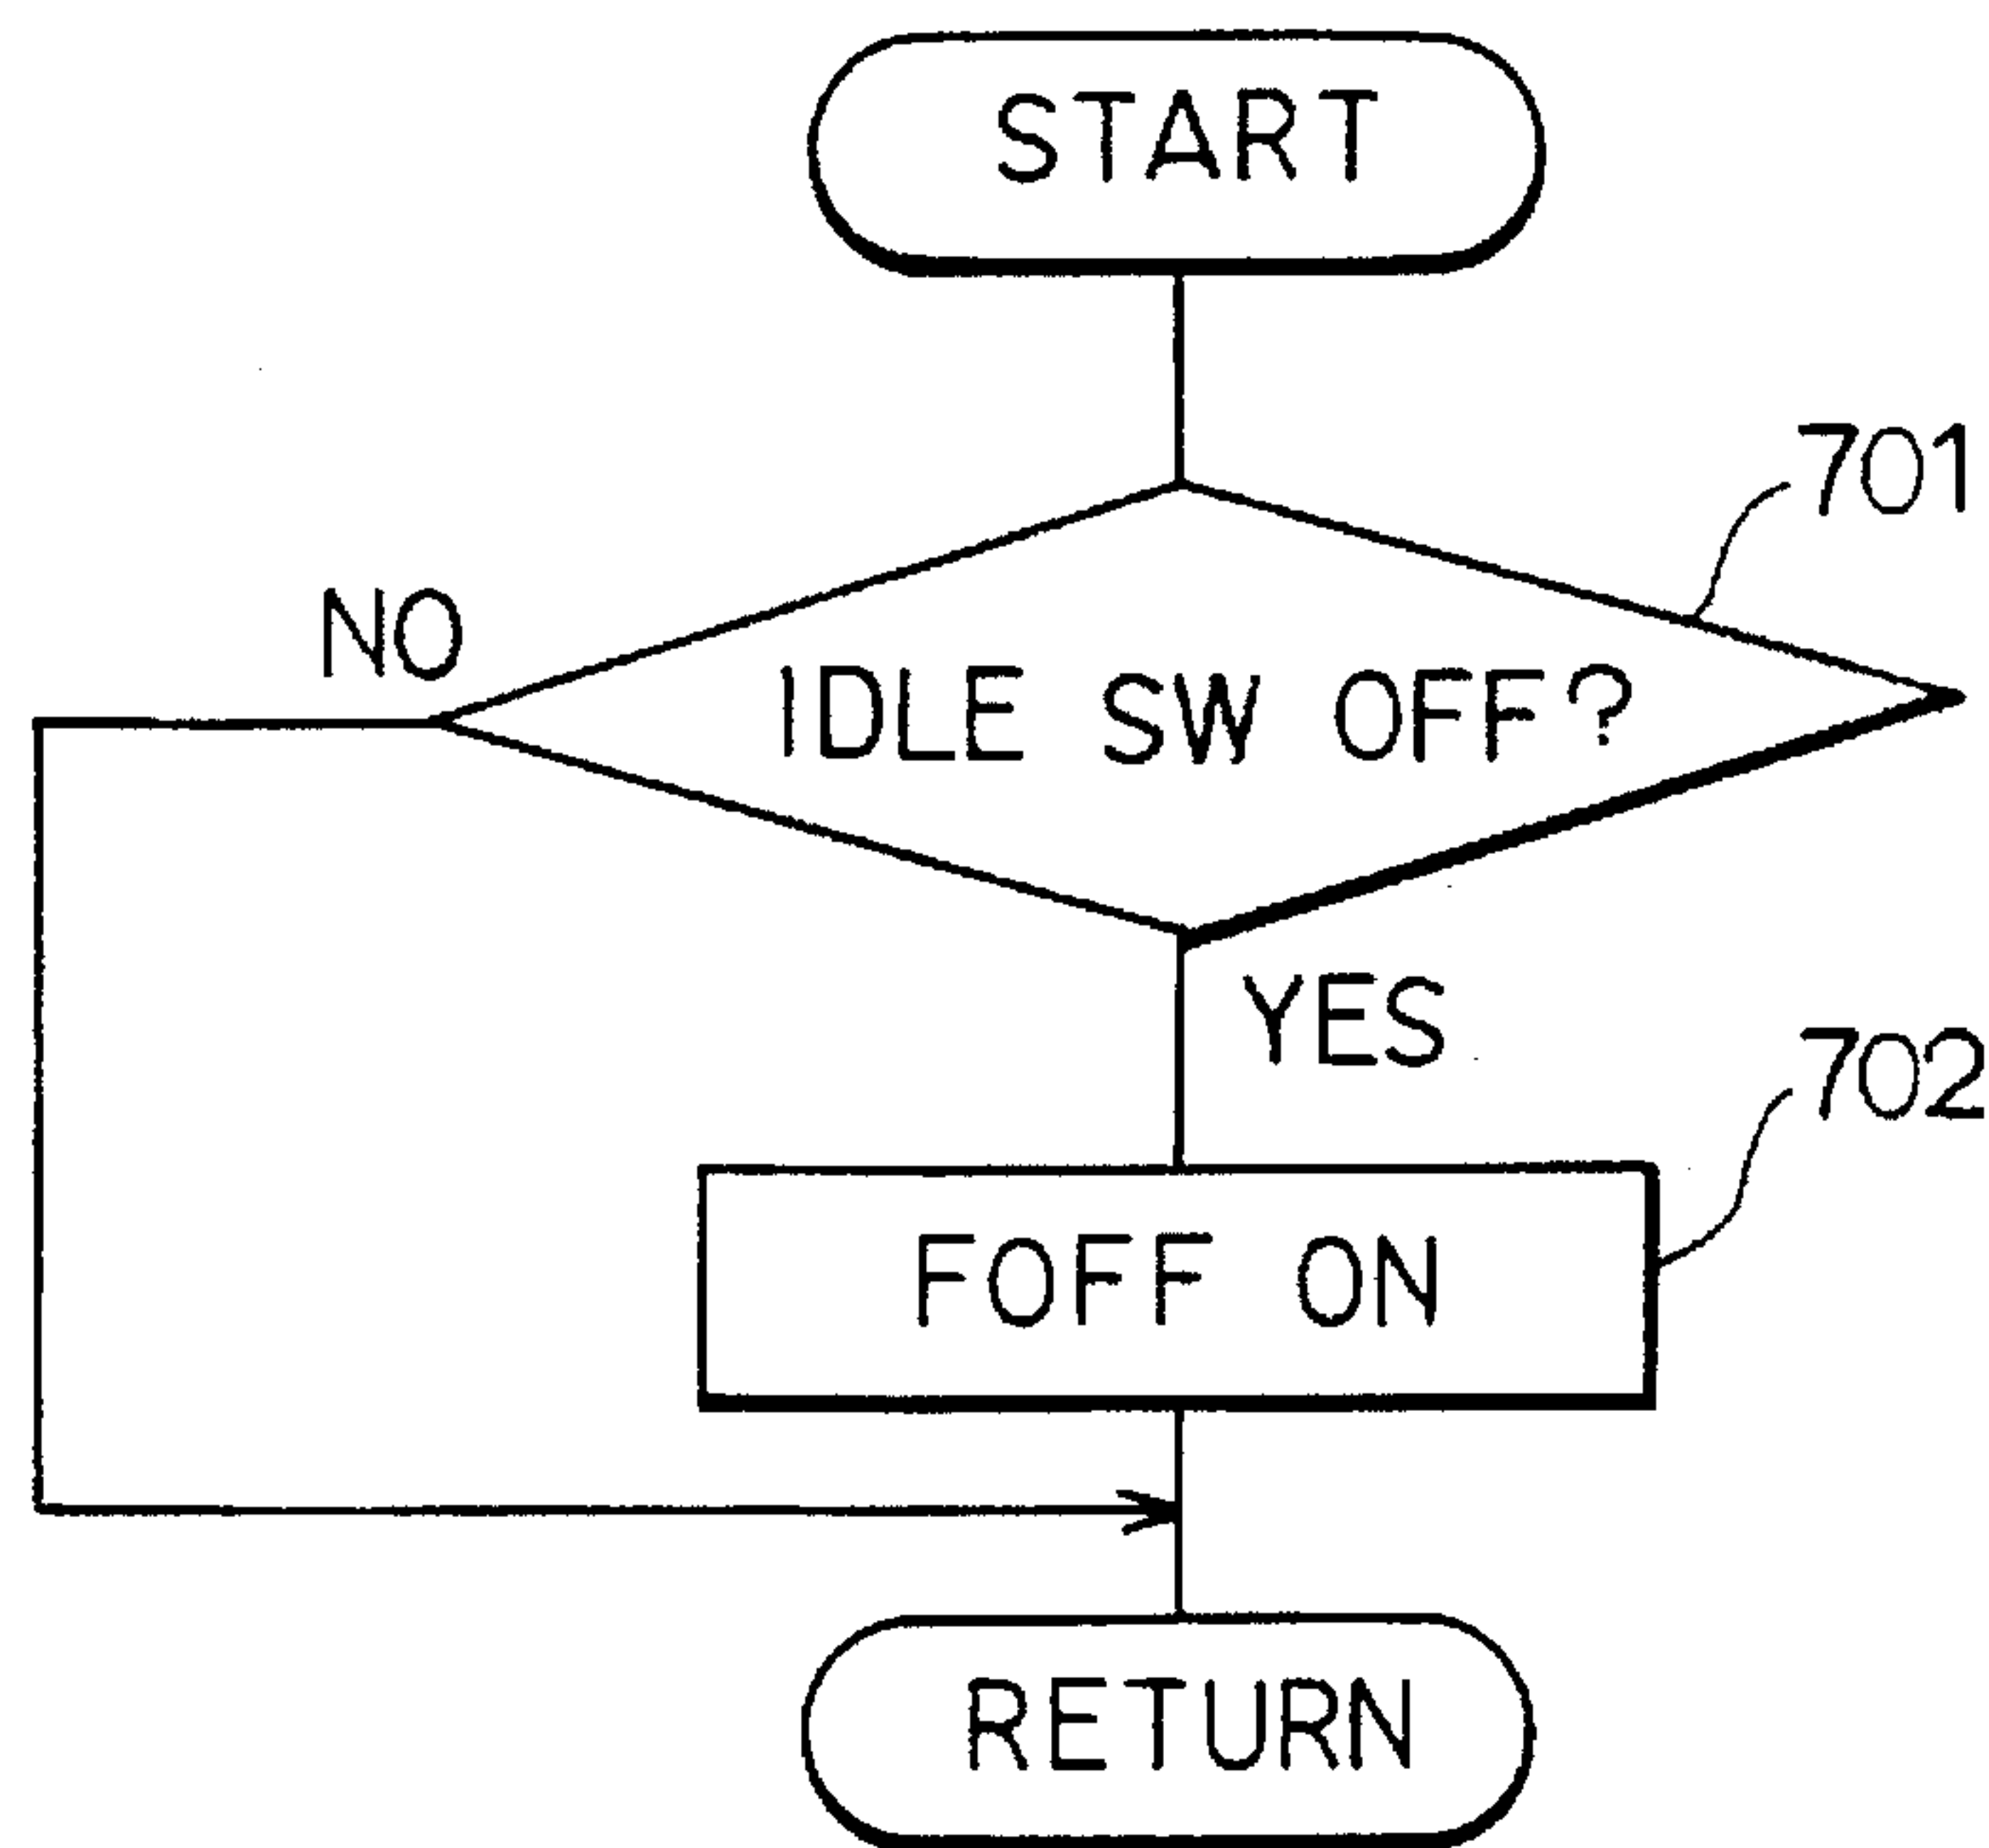 START
701
NO
IDLE SW OFF?
YES
702
FOFF ON
RETURN